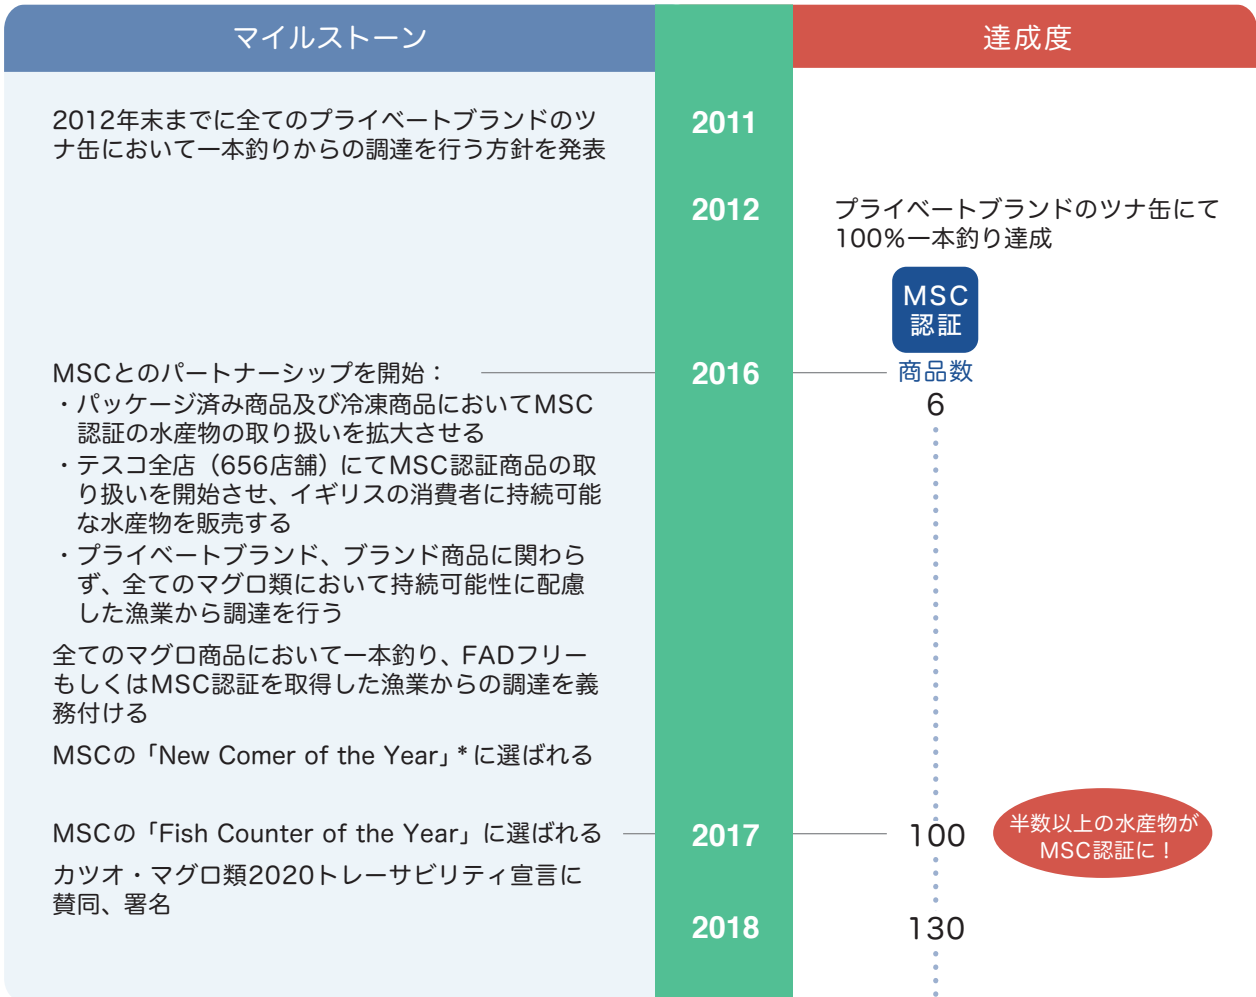 マイルストーン
達成度
2012年末までに全てのプライベートブランドのツ
ナ缶において一本釣りからの調達を行う方針を発表
2011
2012
プライベートブランドのツナ缶にて
100%一本釣り達成
MSC
認証
商品数
MSCとのパートナーシップを開始：
2016
6
・パッケージ済み商品及び冷凍商品においてMSC
認証の水産物の取り扱いを拡大させる
・テスコ全店（656店舗）にてMSC認証商品の取
り扱いを開始させ、イギリスの消費者に持続可能
な水産物を販売する
・プライベートブランド、ブランド商品に関わら
ず、全てのマグロ類において持続可能性に配慮
した漁業から調達を行う
全てのマグロ商品において一本釣り、FADフリー
もしくはMSC認証を取得した漁業からの調達を義
務付ける
MSCの「New Comer of the Year」*に選ばれる
MSCの「Fish Counter of the Year」に選ばれる
2017
100
半数以上の水産物が
MSC認証に！
カツオ・マグロ類2020トレーサビリティ宣言に
賛同、署名
2018
130